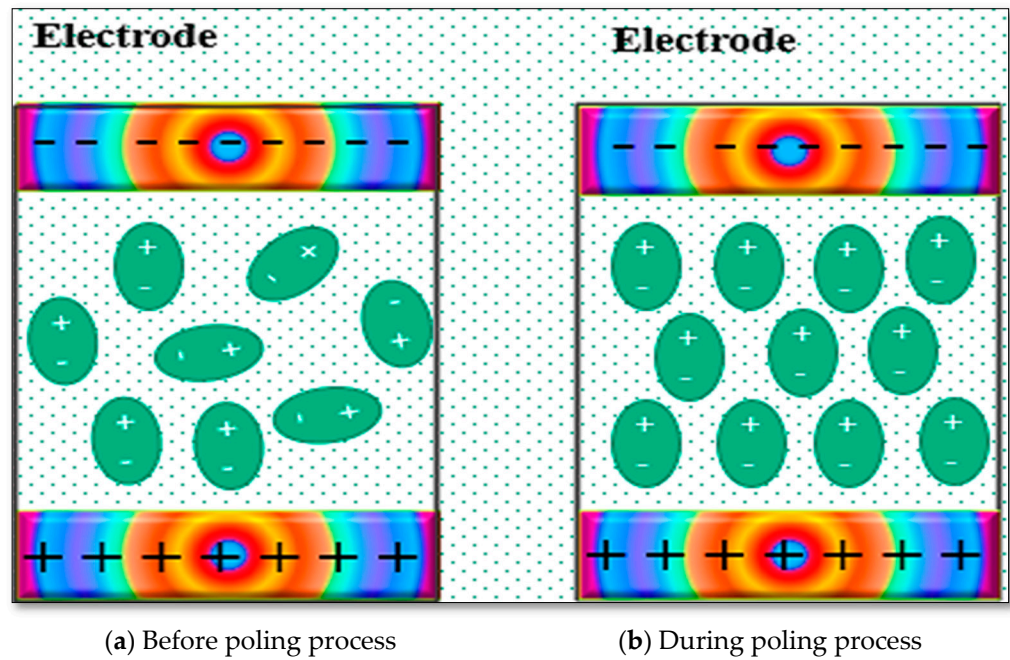 Electrode
Electrode
− − − − − − − − −
− − − − − − − − −
+ − + − + − + − + − + − + − + −
+ − + − + − + − + − + − + − + − + − + − + −
+ + + + + + +
+ + + + + + +
(a) Before poling process
(b) During poling process